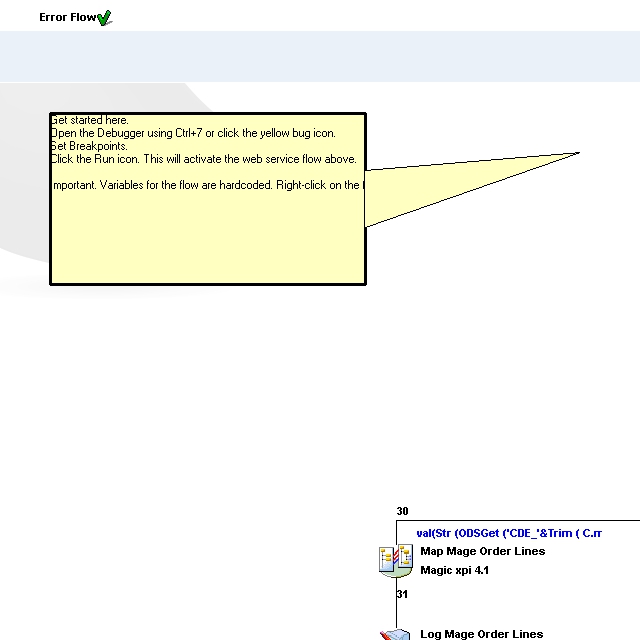 Error Flow
Get started here.
Open the Debugger using Ctrl+7 or click the yellow bug icon.
Set Breakpoints.
Click the Run icon. This will activate the web service flow above.
mportant. Variables for the flow are hardcoded. Right-click on the
30
val(Str (ODSGet ('CDE_'&Trim ( C.
Map Mage Order Lines
Magic xpi 4.1
31
Log Mage Order Lines